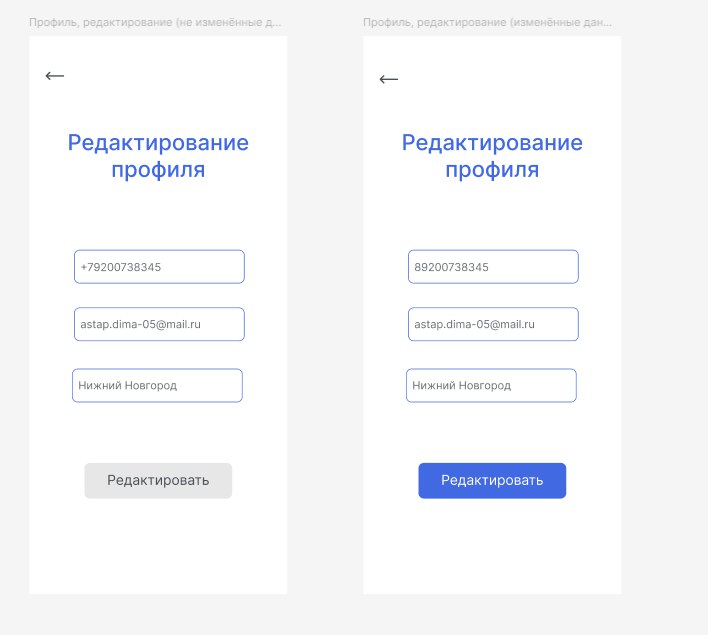 Профиль, редактирование (не изменённые д...
Редактирование
профиля
+79200738345
astap.dima-05@mail.ru
Нижний Новгород
Редактировать
Профиль, редактирование (изменённые дан...
Редактирование
профиля
89200738345
astap.dima-05@mail.ru
Нижний Новгород
Редактировать